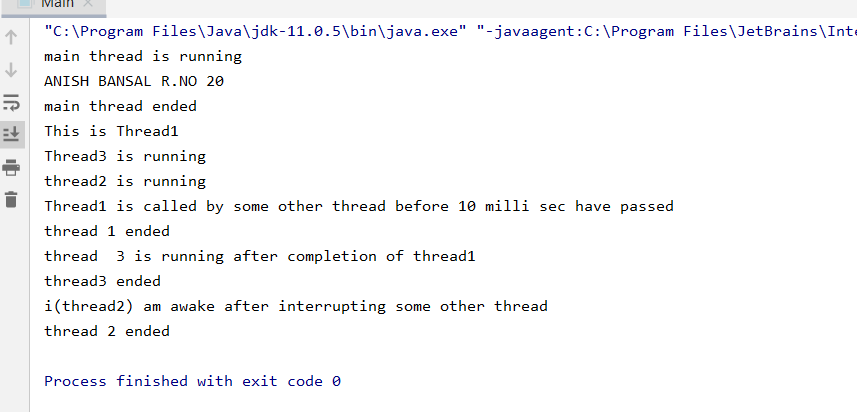 Main
"C:\Program Files\Java\jdk-11.0.5\bin\java.exe" "-javaagent:C:\Program Files\JetBrains\Inte
main thread is running
ANISH BANSAL R.NO 20
main thread ended
This is Thread1
Thread3 is running
thread2 is running
Thread1 is called by some other thread before 10 milli sec have passed
thread 1 ended
thread  3 is running after completion of thread1
thread3 ended
i(thread2) am awake after interrupting some other thread
thread 2 ended
Process finished with exit code 0